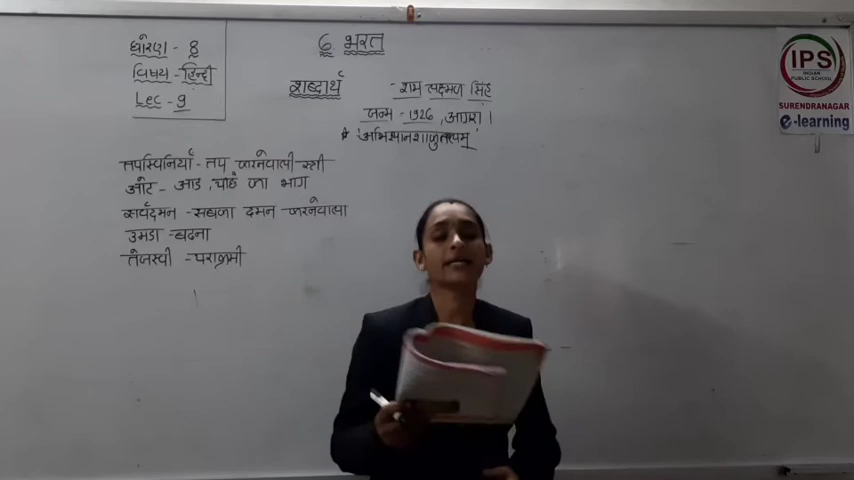 धोरण - 8
विषय - हिन्दी
Lec - 9
6 भरत
शब्दार्थ
- राम लक्ष्मण सिंह
जन्म - 1926, आगरा ।
* 'अभिज्ञानशाकुन्तलम्'
तपस्विनियाँ - तप करनेवाली स्त्री
ओट - आड, पीछे का भाग
सर्वदमन - सबका दमन करनेवाला
उमडा - बढना
तेजस्वी - पराक्रमी
IPS
INDIAN
PUBLIC SCHOOL
SURENDRANAGAR
e-learning